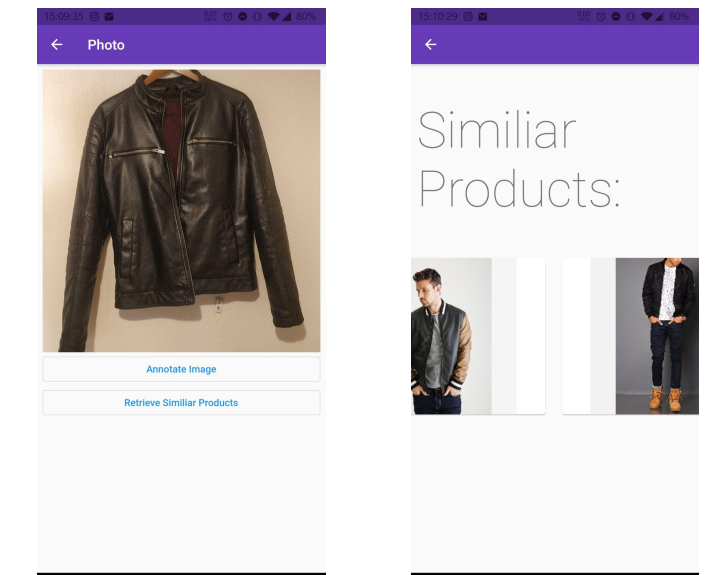 15:09:35
80%
Photo
Annotate Image
Retrieve Similiar Products
15:10:29
80%
Similiar
Products: